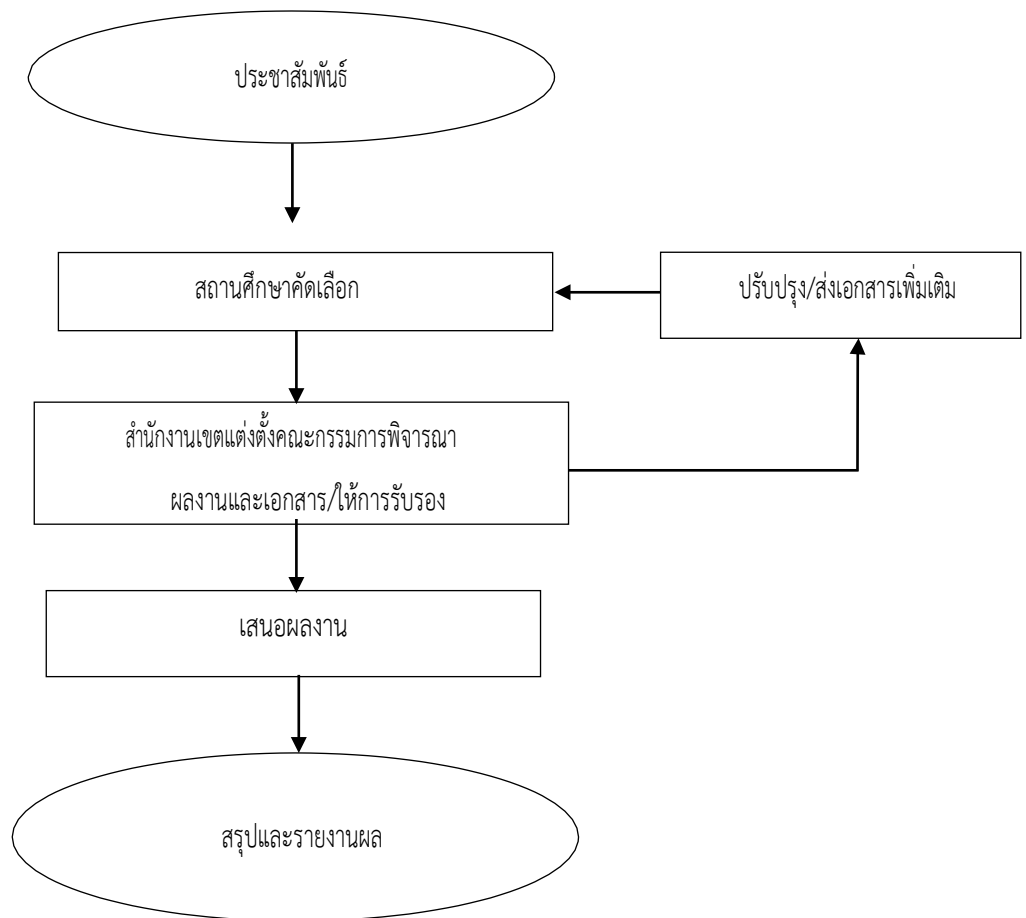 ประชาสัมพันธ์
สถานศึกษาคัดเลือก
ปรับปรุง/ส่งเอกสารเพิ่มเติม
สำนักงานเขตแต่งตั้งคณะกรรมการพิจารณา
ผลงานและเอกสาร/ให้การรับรอง
เสนอผลงาน
สรุปและรายงานผล